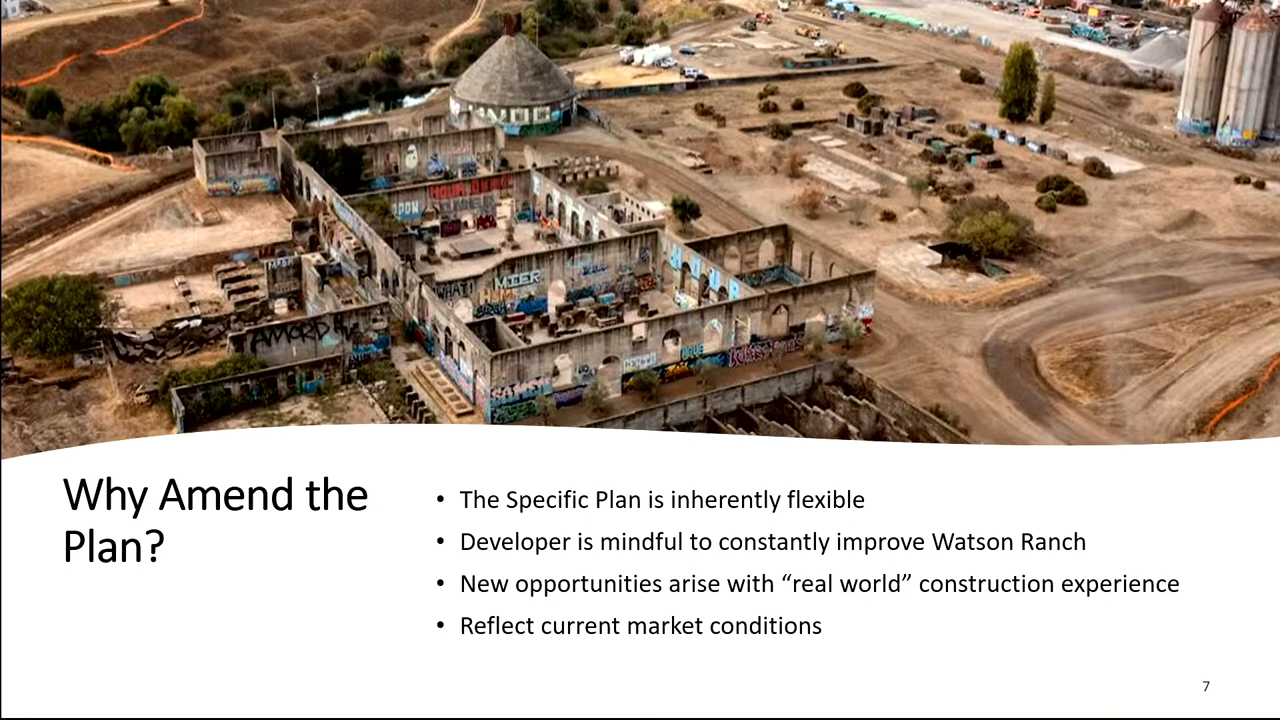 Why Amend the
Plan?
• The Specific Plan is inherently flexible
• Developer is mindful to constantly improve Watson Ranch
• New opportunities arise with “real world” construction experience
• Reflect current market conditions
7